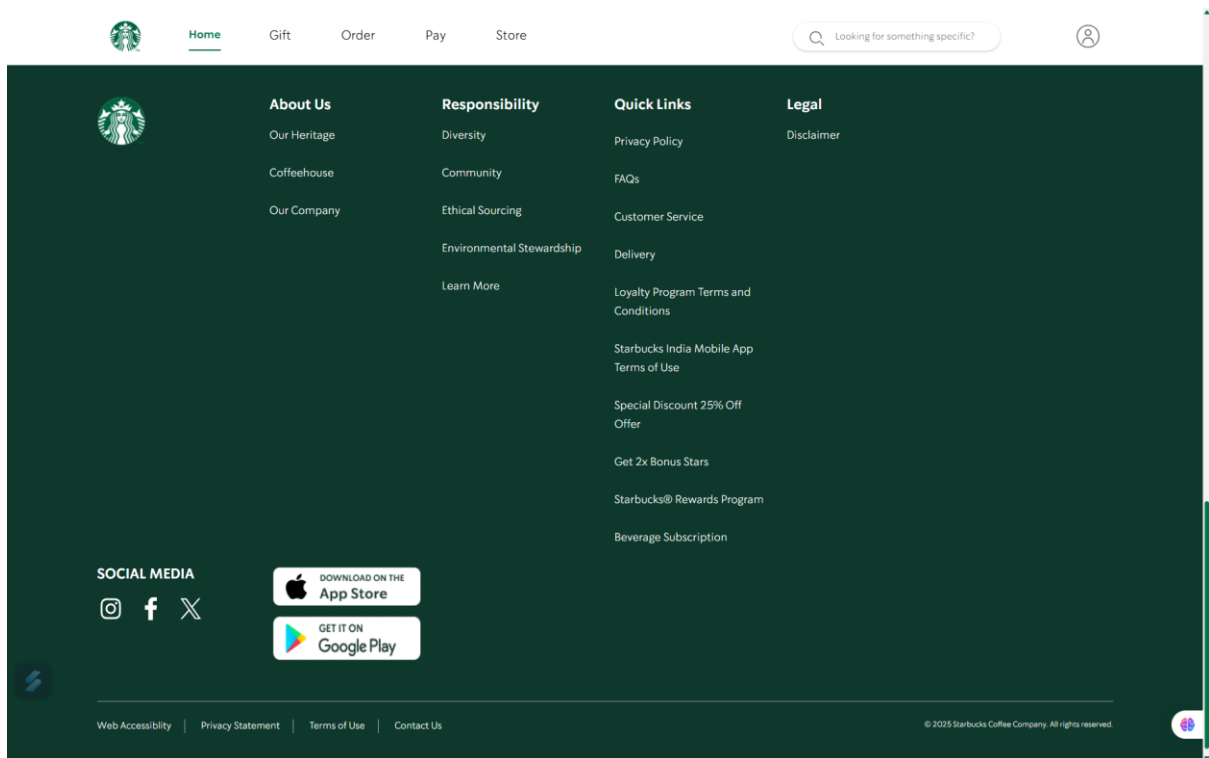 Home Gift Order Pay Store Looking for something specific?
About Us
Our Heritage
Coffeehouse
Our Company
Responsibility
Diversity
Community
Ethical Sourcing
Environmental Stewardship
Learn More
Quick Links
Privacy Policy
FAQs
Customer Service
Delivery
Loyalty Program Terms and
Conditions
Starbucks India Mobile App
Terms of Use
Special Discount 25% Off
Offer
Get 2x Bonus Stars
Starbucks® Rewards Program
Beverage Subscription
Legal
Disclaimer
SOCIAL MEDIA
DOWNLOAD ON THE
App Store
GET IT ON
Google Play
Web Accessiblity | Privacy Statement | Terms of Use | Contact Us
© 2025 Starbucks Coffee Company. All rights reserved.